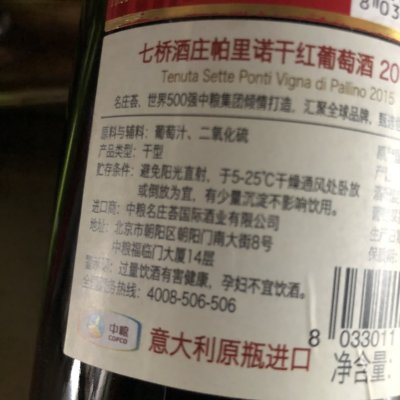 8 03
七桥酒庄帕里诺干红葡萄酒 20
Tenuta Sette Ponti Vigna di Pallino 2015
名庄荟、世界500强中粮集团倾情打造，汇聚全球品牌，甄选
原料与辅料：葡萄汁、二氧化硫
产品类型：干型
贮存条件：避免阳光直射，于5-25℃干燥通风处卧放
或倒放为宜，有少量沉淀不影响饮用。
进口商：中粮名庄荟国际酒业有限公司
地址：北京市朝阳区朝阳门南大街8号
中粮福临门大厦14层
警示语：过量饮酒有害健康，孕妇不宜饮酒。
全国服务热线：4008-506-506
中粮
COFCO
意大利原瓶进口
8 033011
净含量：